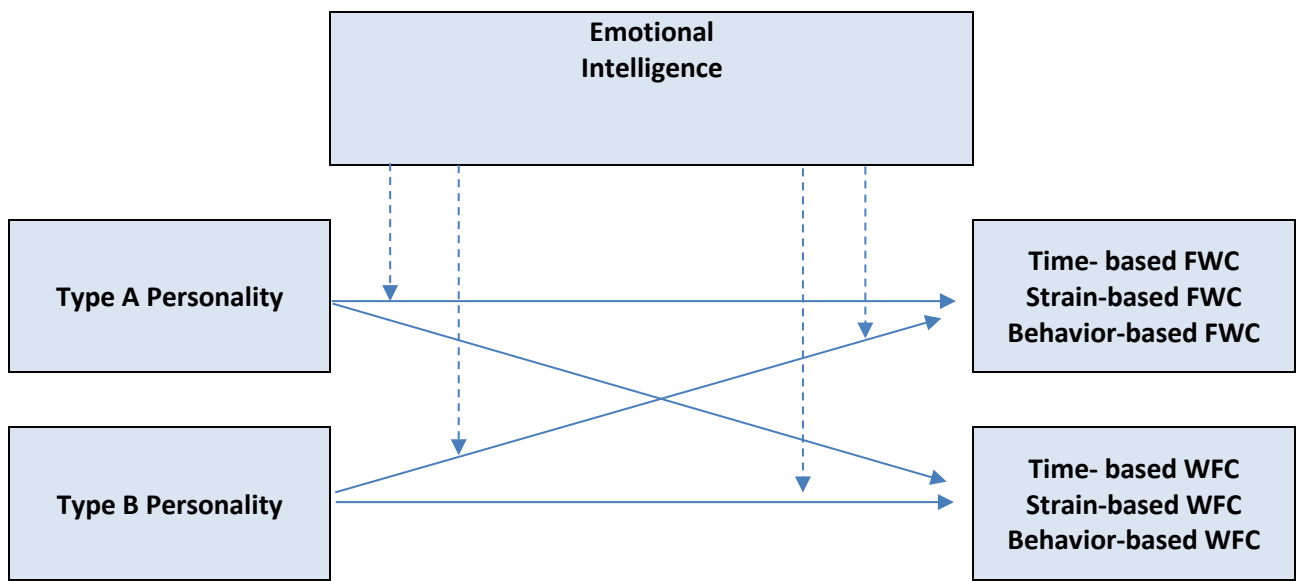 Emotional
Intelligence
Type A Personality
Time- based FWC
Strain-based FWC
Behavior-based FWC
Type B Personality
Time- based WFC
Strain-based WFC
Behavior-based WFC